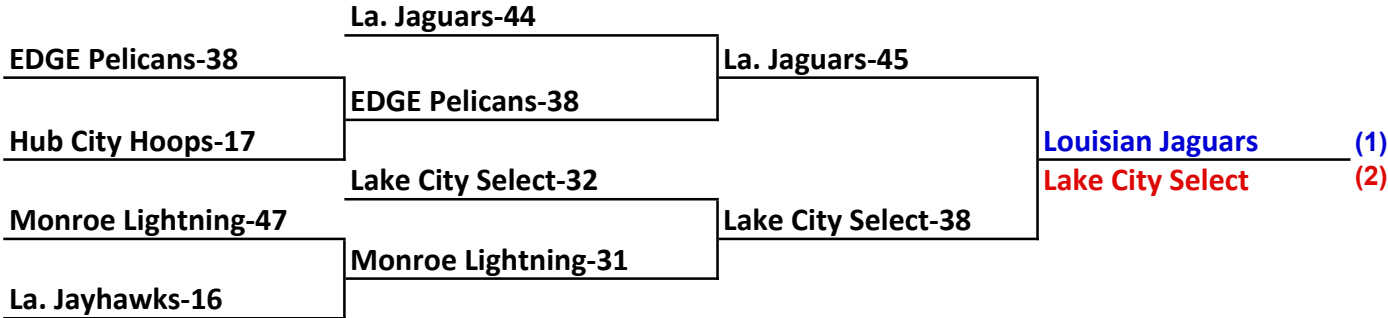 La. Jaguars-44
EDGE Pelicans-38
La. Jaguars-45
EDGE Pelicans-38
Hub City Hoops-17
Louisian Jaguars (1)
Lake City Select-32
Lake City Select (2)
Monroe Lightning-47
Lake City Select-38
Monroe Lightning-31
La. Jayhawks-16